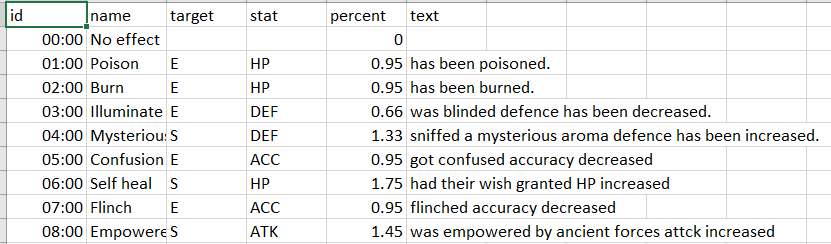 id name target stat percent text
00:00 No effect 0
01:00 Poison E HP 0.95 has been poisoned.
02:00 Burn E HP 0.95 has been burned.
03:00 Illuminate E DEF 0.66 was blinded defence has been decreased.
04:00 Mysteriou S DEF 1.33 sniffed a mysterious aroma defence has been increased.
05:00 Confusion E ACC 0.95 got confused accuracy decreased
06:00 Self heal S HP 1.75 had their wish granted HP increased
07:00 Flinch E ACC 0.95 flinched accuracy decreased
08:00 Empowere S ATK 1.45 was empowered by ancient forces attck increased